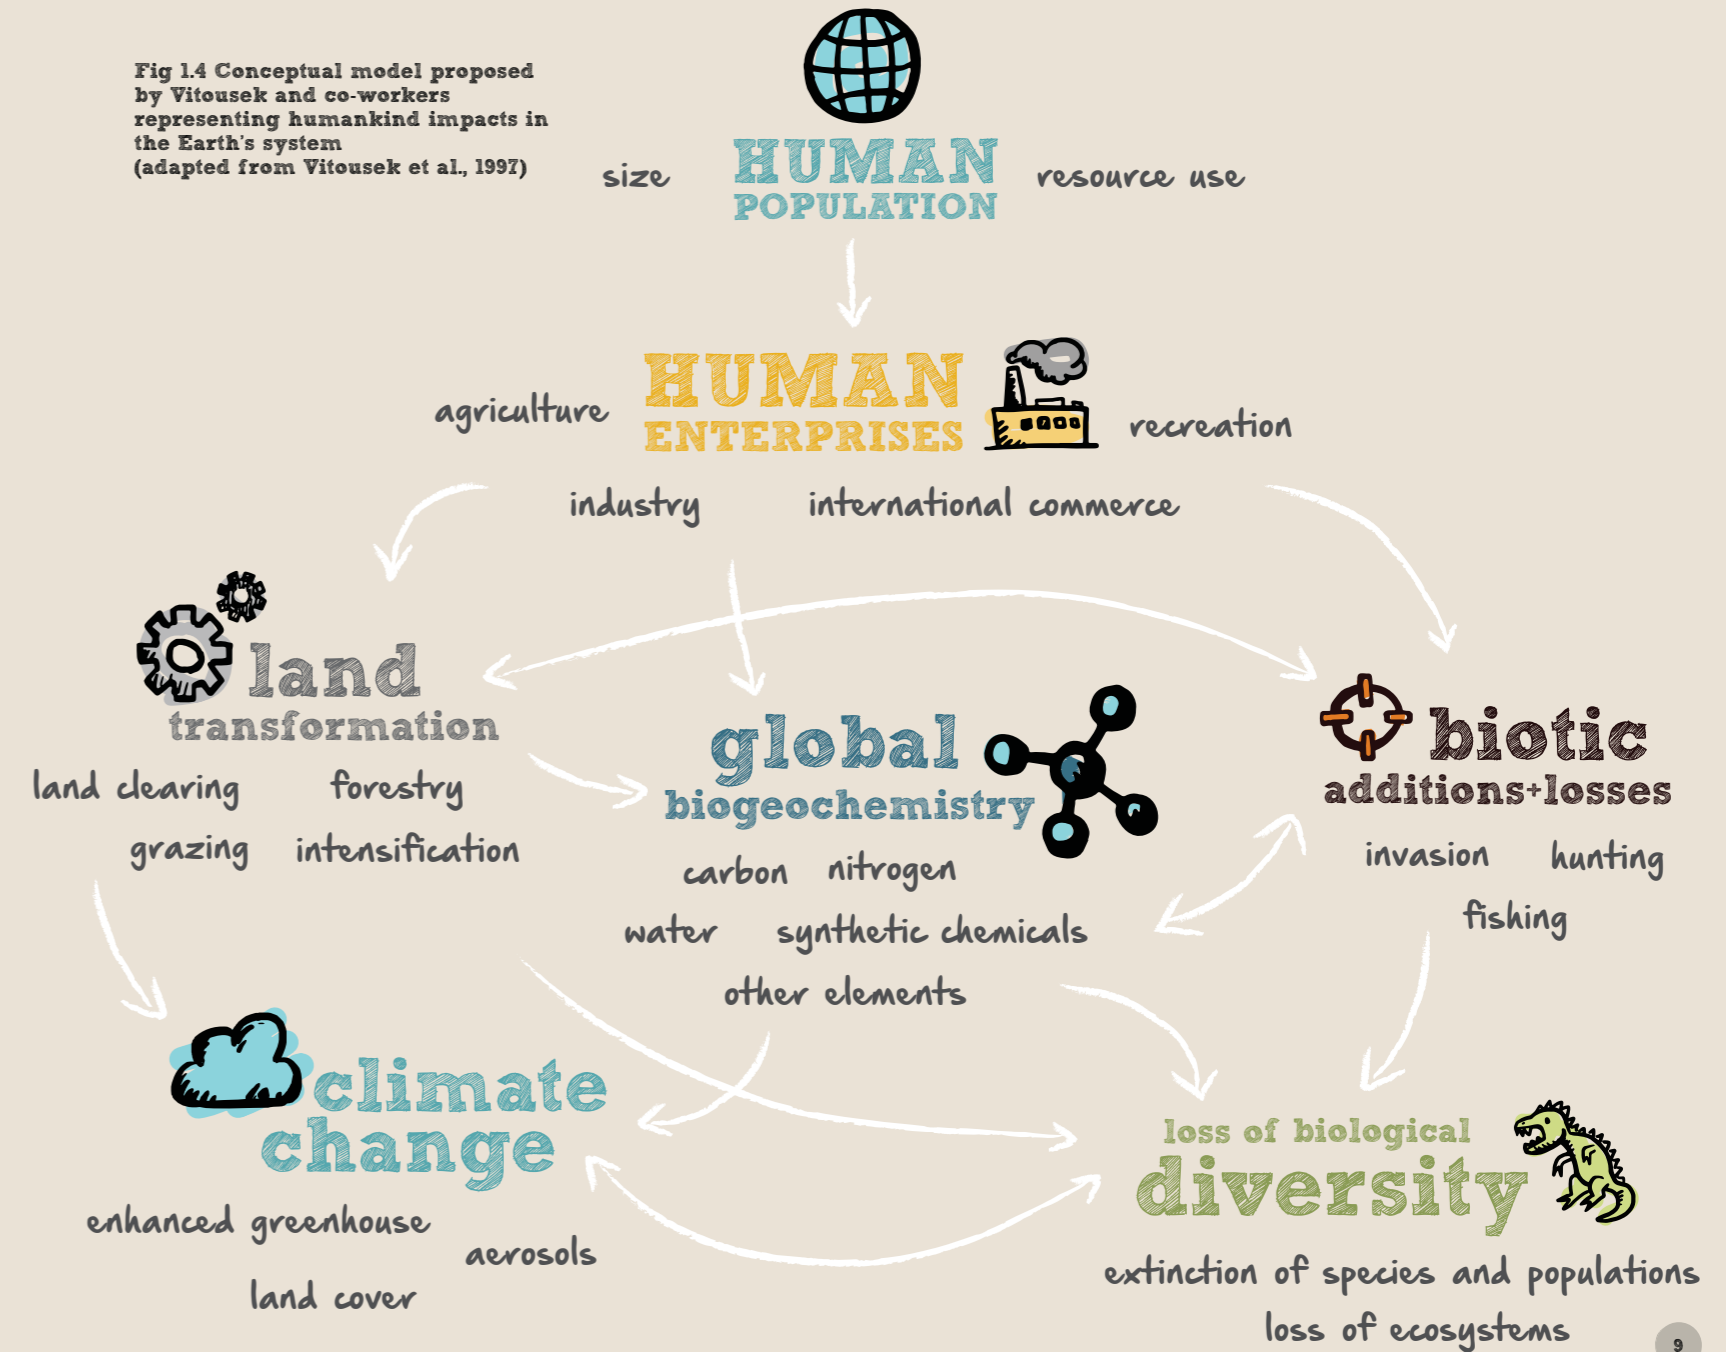 Fig 1.4 Conceptual model proposed
by Vitousek and co-workers
representing humankind impacts in
the Earth's system
(adapted from Vitousek et al., 1997)
size
HUMAN
POPULATION
resource use
agriculture
HUMAN
ENTERPRISES
recreation
industry
international commerce
land
transformation
land clearing
forestry
grazing
intensification
global
biogeochemistry
carbon
nitrogen
water
synthetic chemicals
other elements
biotic
additions+losses
invasion
hunting
fishing
climate
change
enhanced greenhouse
aerosols
land cover
loss of biological
diversity
extinction of species and populations
loss of ecosystems
9